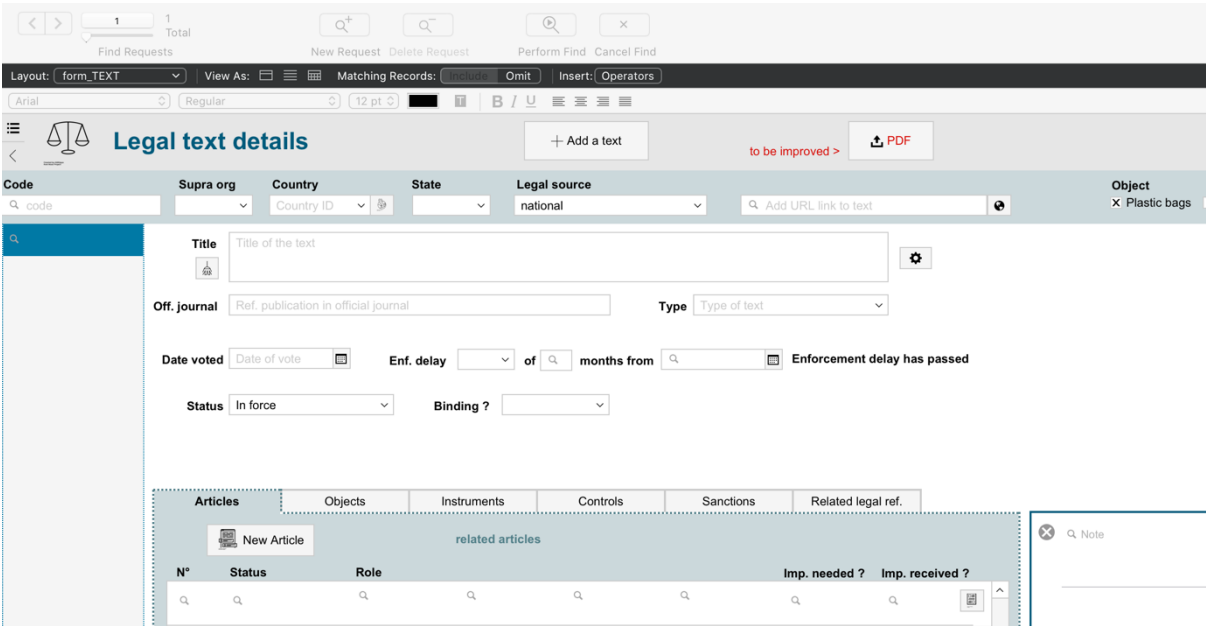 1
1
Total
Find Requests
New Request
Delete Request
Perform Find
Cancel Find
Layout: form_TEXT
View As:
Matching Records: Include Omit
Insert: Operators
Arial
Regular
12 pt
T
B I U
Legal text details
+ Add a text
to be improved >
PDF
Code
Supra org
Country
State
Legal source
Object
code
Country ID
national
Add URL link to text
Plastic bags
Title
Title of the text
Off. journal
Ref. publication in official journal
Type
Type of text
Date voted
Date of vote
Enf. delay
of
months from
Enforcement delay has passed
Status
In force
Binding ?
Articles
Objects
Instruments
Controls
Sanctions
Related legal ref.
New Article
related articles
Note
N°
Status
Role
Imp. needed ?
Imp. received ?